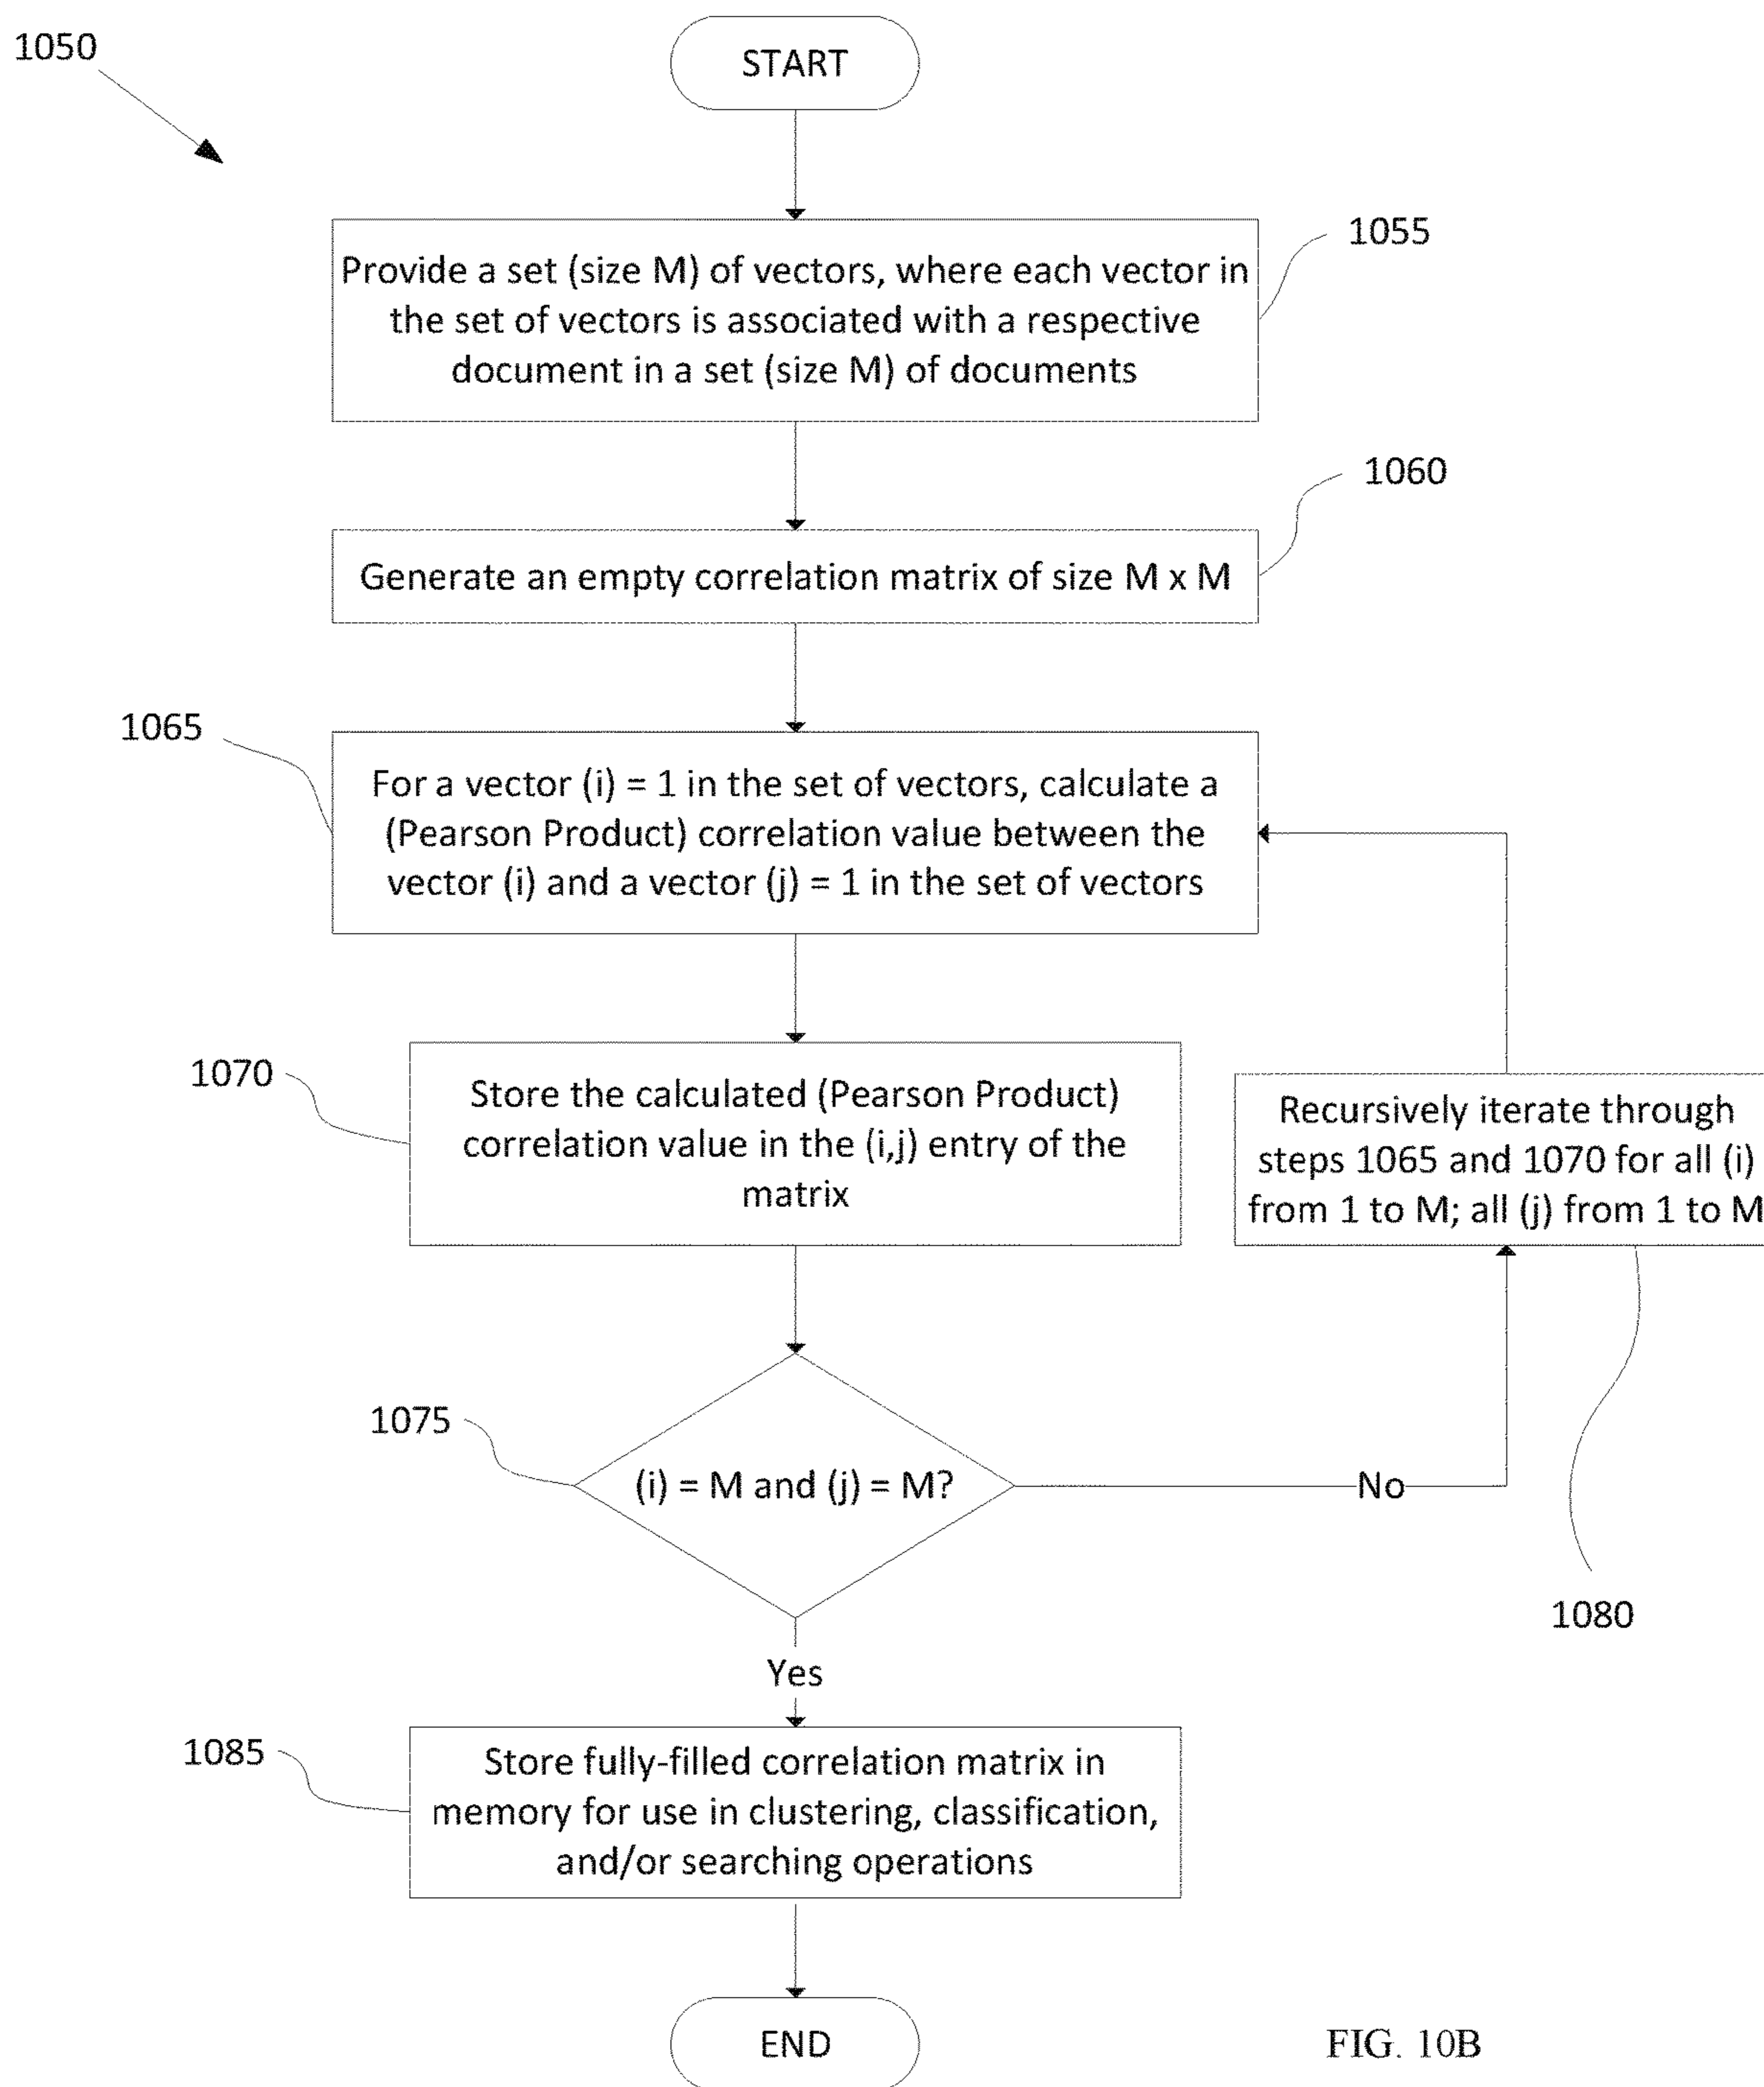 1050
START
1055
Provide a set (size M) of vectors, where each vector in
the set of vectors is associated with a respective
document in a set (size M) of documents
1060
Generate an empty correlation matrix of size M x M
1065
For a vector (i) = 1 in the set of vectors, calculate a
(Pearson Product) correlation value between the
vector (i) and a vector (j) = 1 in the set of vectors
1070
Store the calculated (Pearson Product)
correlation value in the (i,j) entry of the
matrix
Recursively iterate through
steps 1065 and 1070 for all (i)
from 1 to M; all (j) from 1 to M
1075
(i) = M and (j) = M?
No
1080
Yes
1085
Store fully-filled correlation matrix in
memory for use in clustering, classification,
and/or searching operations
END
FIG. 10B